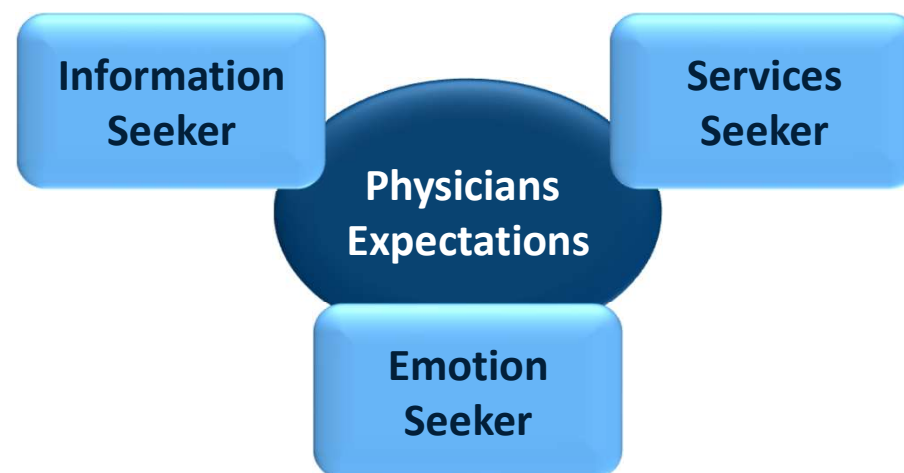 Information
Seeker
Services
Seeker
Physicians
Expectations
Emotion
Seeker